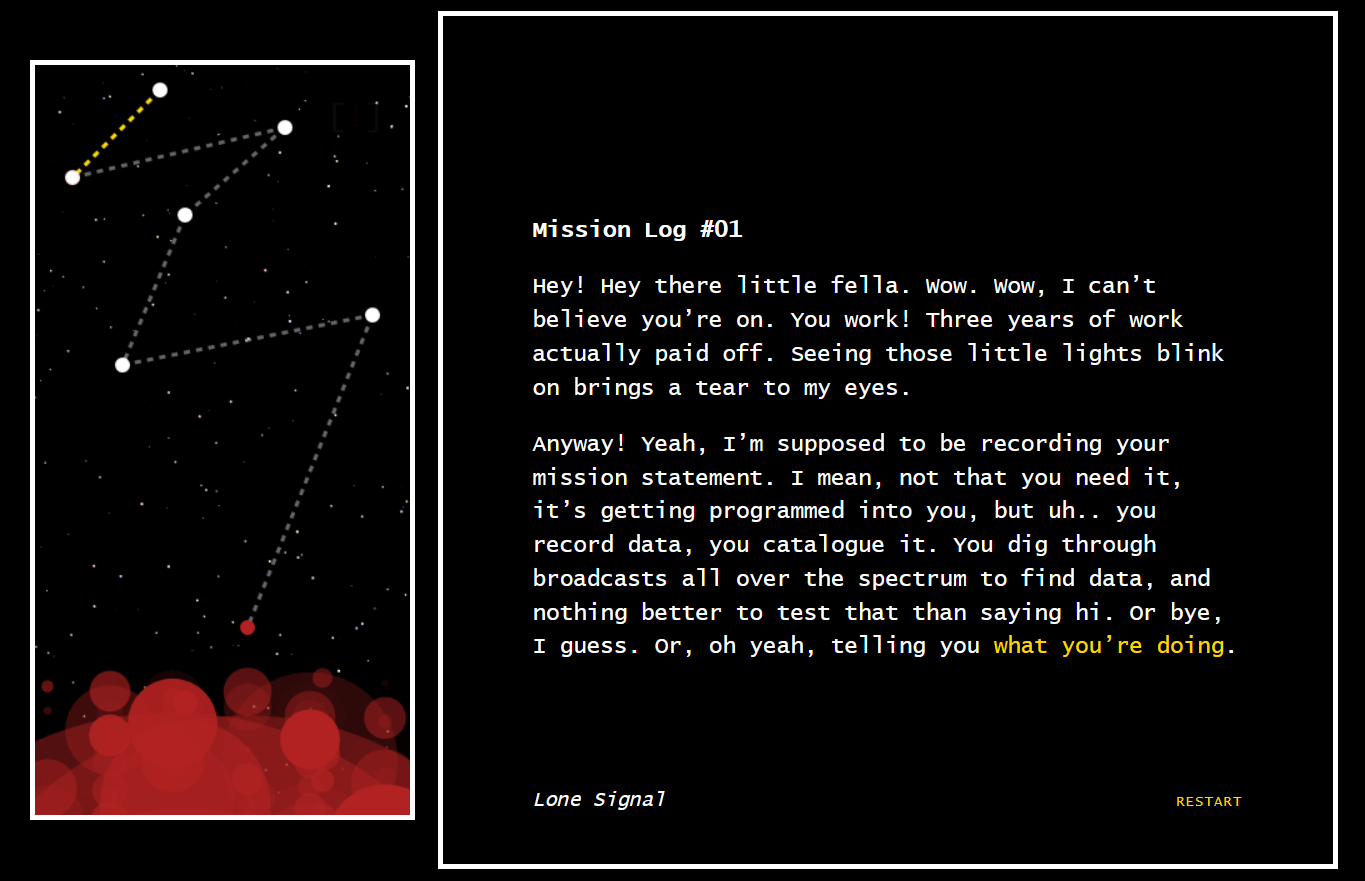 Mission Log #01
Hey! Hey there little fella. Wow. Wow, I can’t
believe you’re on. You work! Three years of work
actually paid off. Seeing those little lights blink
on brings a tear to my eyes.
Anyway! Yeah, I’m supposed to be recording your
mission statement. I mean, not that you need it,
it’s getting programmed into you, but uh.. you
record data, you catalogue it. You dig through
broadcasts all over the spectrum to find data, and
nothing better to test that than saying hi. Or bye,
I guess. Or, oh yeah, telling you what you’re doing.
Lone Signal
RESTART